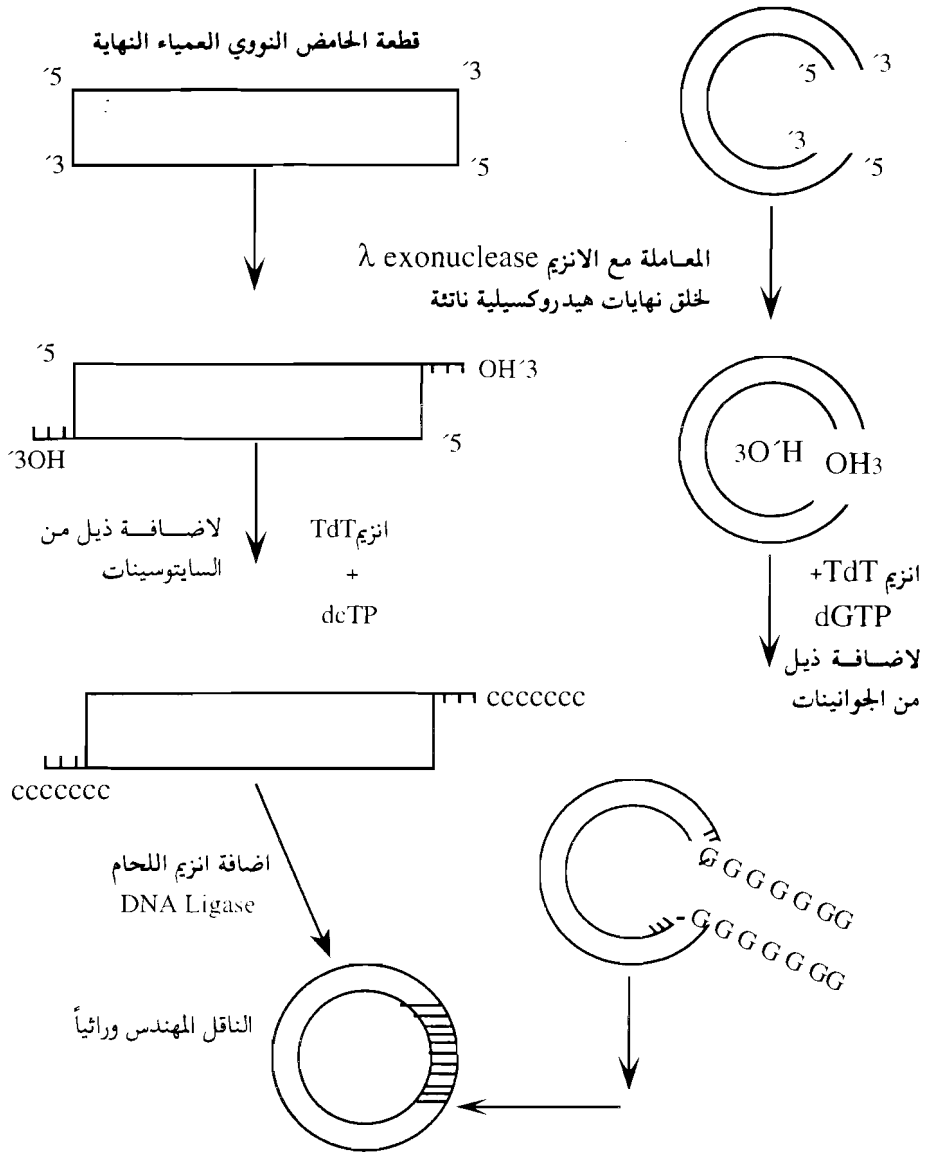 قطعة الحامض النووي العمياء النهاية
´5
´3
´3
´5
´5
´3
´3
´5
المعاملة مع الانزيم λ exonuclease
لخلق نهايات هيدروكسيلية ناتئة
´5
OH´3
´3OH
´5
3O´H
OH3
لاضافة ذيل من
السايتوسينات
انزيم TdT
+
dcTP
انزيم TdT+
dGTP
لاضافة ذيل
من الجوانينات
ccccccc
ccccccc
اضافة انزيم اللحام
DNA Ligase
G G G G G G GG
G G G G G G GG
الناقل المهندس وراثياً